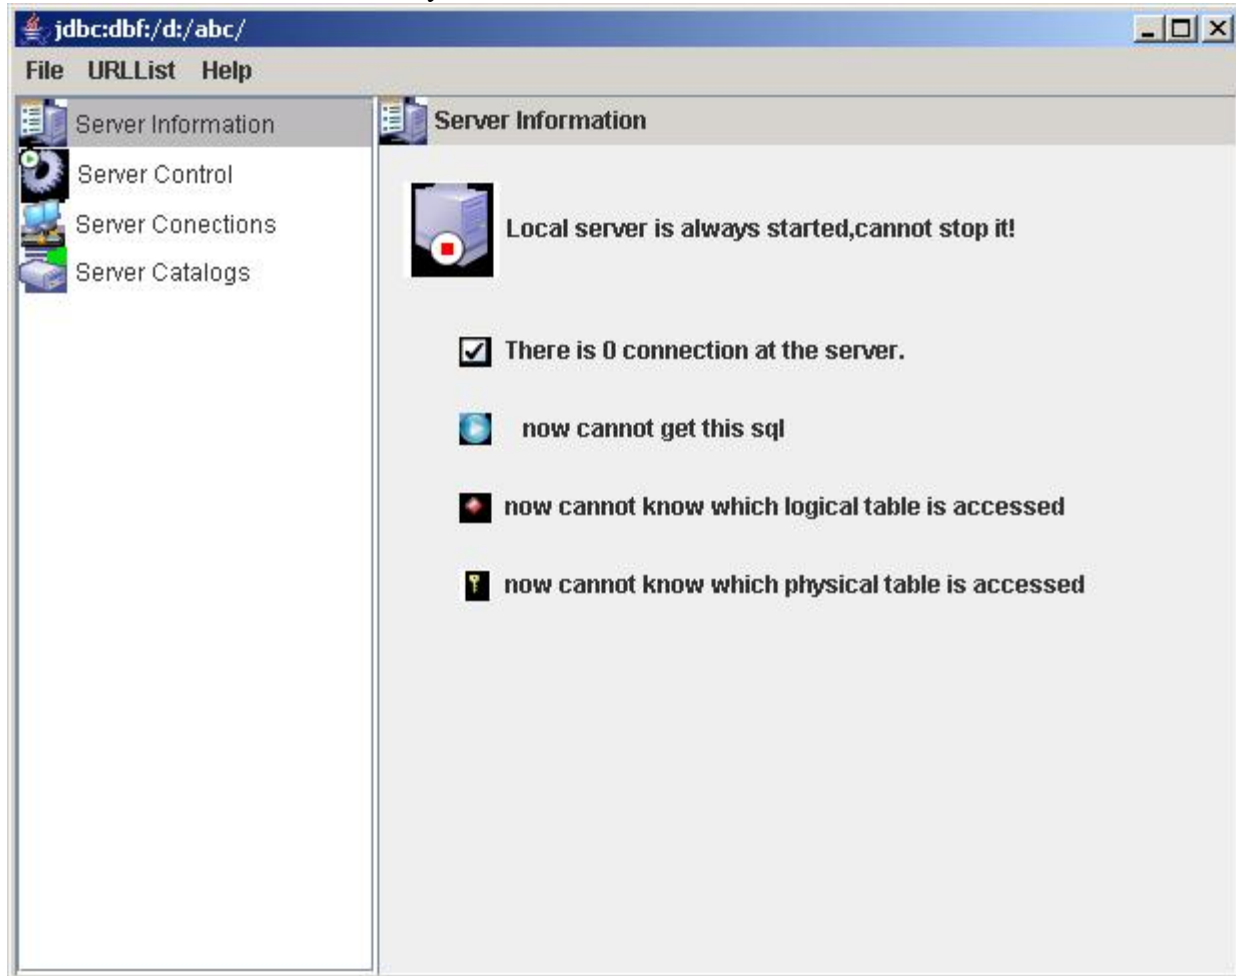 jdbc:dbf:/d:/abc/
File URLList Help
Server Information
Server Control
Server Conections
Server Catalogs
Server Information
Local server is always started,cannot stop it!
There is 0 connection at the server.
now cannot get this sql
now cannot know which logical table is accessed
now cannot know which physical table is accessed